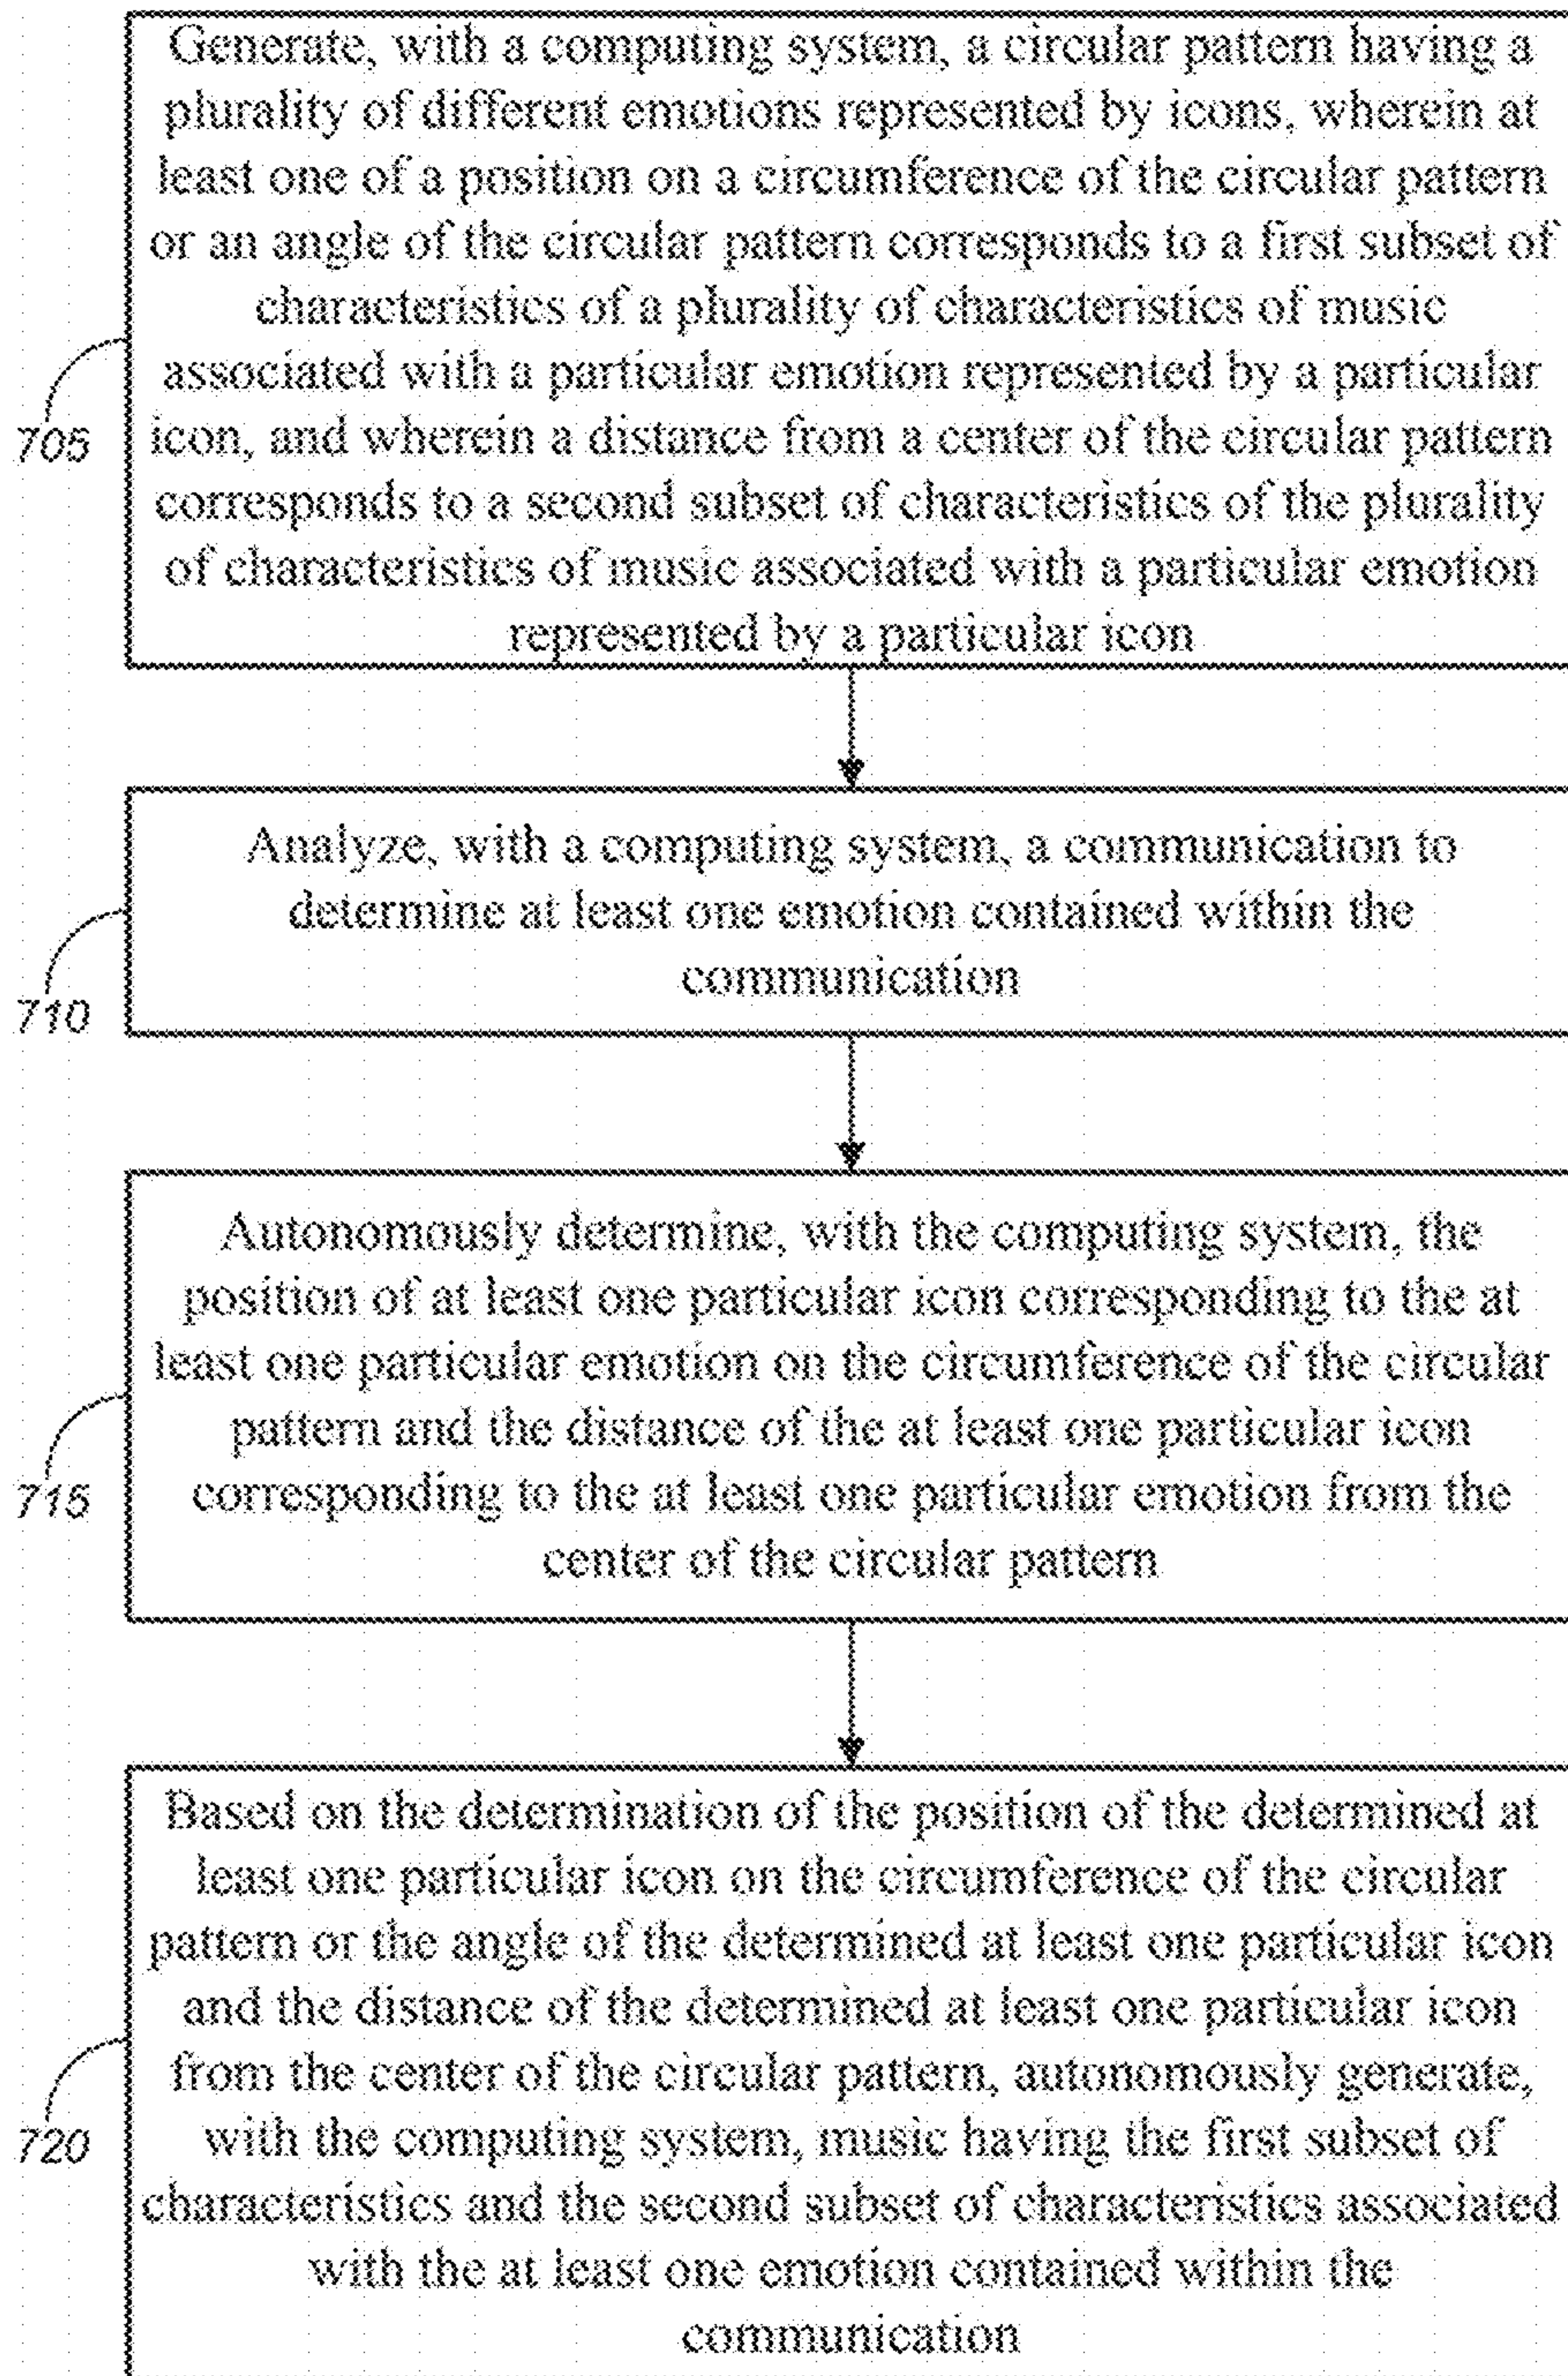 Generate, with a computing system, a circular pattern having a
plurality of different emotions represented by icons, wherein at
least one of a position on a circumference of the circular pattern
or an angle of the circular pattern corresponds to a first subset of
characteristics of a plurality of characteristics of music
associated with a particular emotion represented by a particular
icon, and wherein a distance from a center of the circular pattern
corresponds to a second subset of characteristics of the plurality
of characteristics of music associated with a particular emotion
represented by a particular icon
705
Analyze, with a computing system, a communication to
determine at least one emotion contained within the
communication
710
Autonomously determine, with the computing system, the
position of at least one particular icon corresponding to the at
least one particular emotion on the circumference of the circular
pattern and the distance of the at least one particular icon
corresponding to the at least one particular emotion from the
center of the circular pattern
715
Based on the determination of the position of the determined at
least one particular icon on the circumference of the circular
pattern or the angle of the determined at least one particular icon
and the distance of the determined at least one particular icon
from the center of the circular pattern, autonomously generate,
with the computing system, music having the first subset of
characteristics and the second subset of characteristics associated
with the at least one emotion contained within the
communication
720